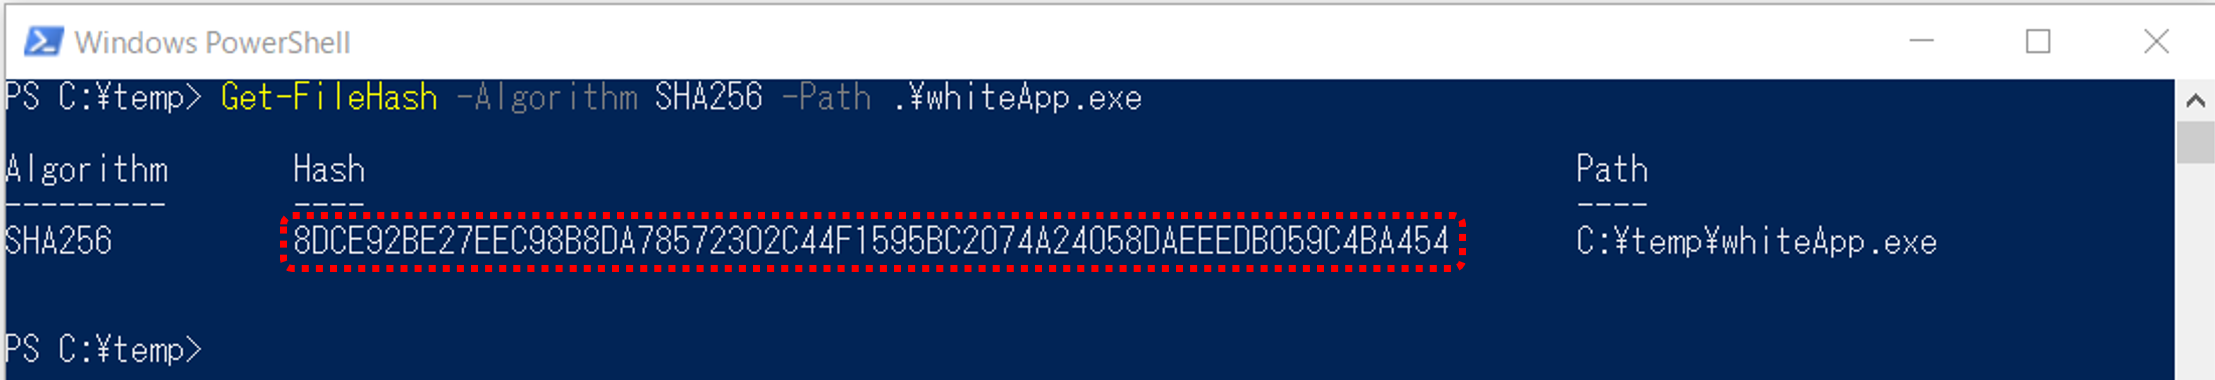 Windows PowerShell
PS C:¥temp> Get-FileHash -Algorithm SHA256 -Path .¥whiteApp.exe
Algorithm Hash Path
--------- ---- ----
SHA256 8DCE92BE27EEC98B8DA78572302C44F1595BC2074A24058DAEEEDB059C4BA454 C:¥temp¥whiteApp.exe
PS C:¥temp>